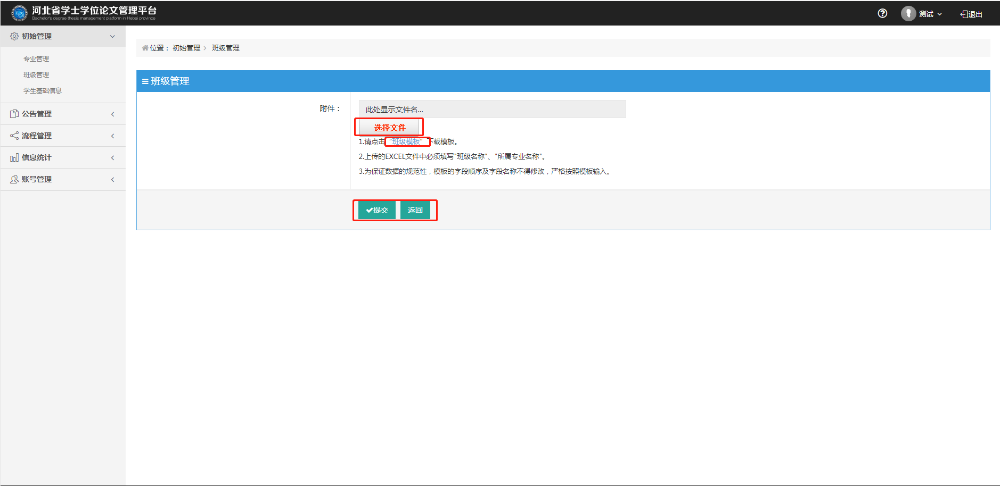 河北省学士学位论文管理平台
Bachelor's degree thesis management platform in Hebei province
测试
退出
初始管理
专业管理
班级管理
学生基础信息
公告管理
流程管理
信息统计
账号管理
位置： 初始管理 > 班级管理
班级管理
附件：
此处显示文件名...
选择文件
1.请点击“班级模板”下载模板。
2.上传的EXCEL文件中必须填写"班级名称"、"所属专业名称"。
3.为保证数据的规范性，模板的字段顺序及字段名称不得修改，严格按照模板输入。
提交
返回